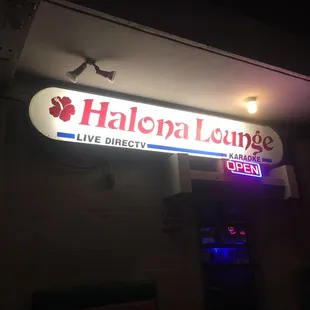 Halona Lounge
LIVE DIRECTV
KARAOKE
OPEN